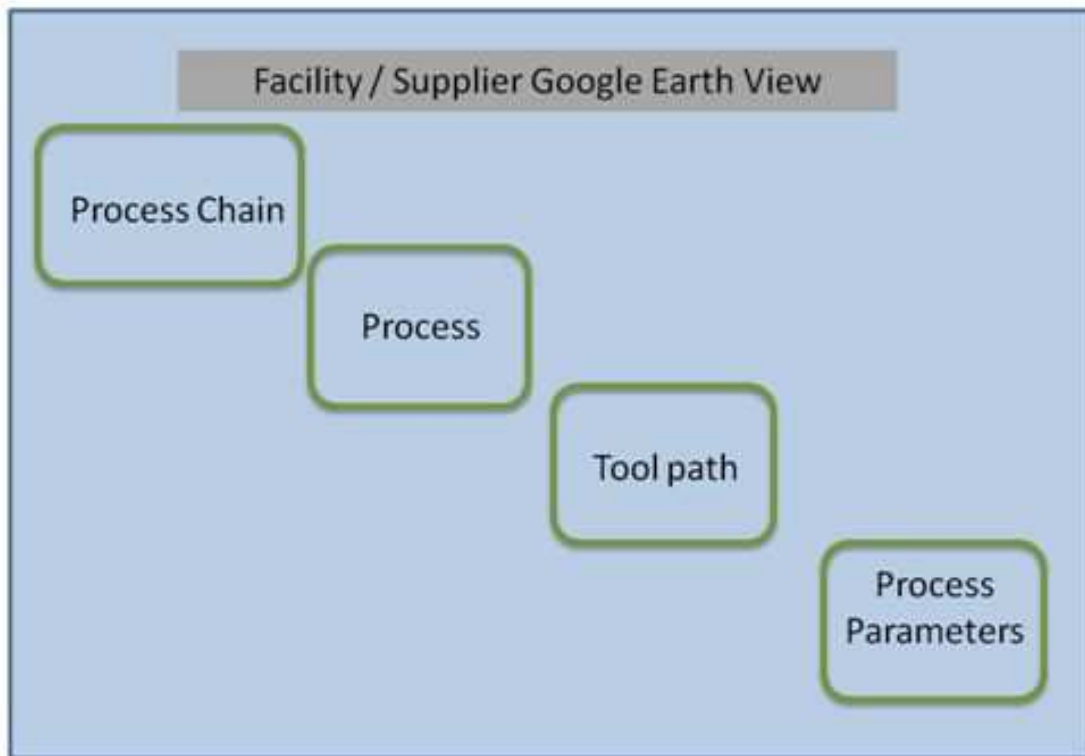 Facility / Supplier Google Earth View
Process Chain
Process
Tool path
Process
Parameters